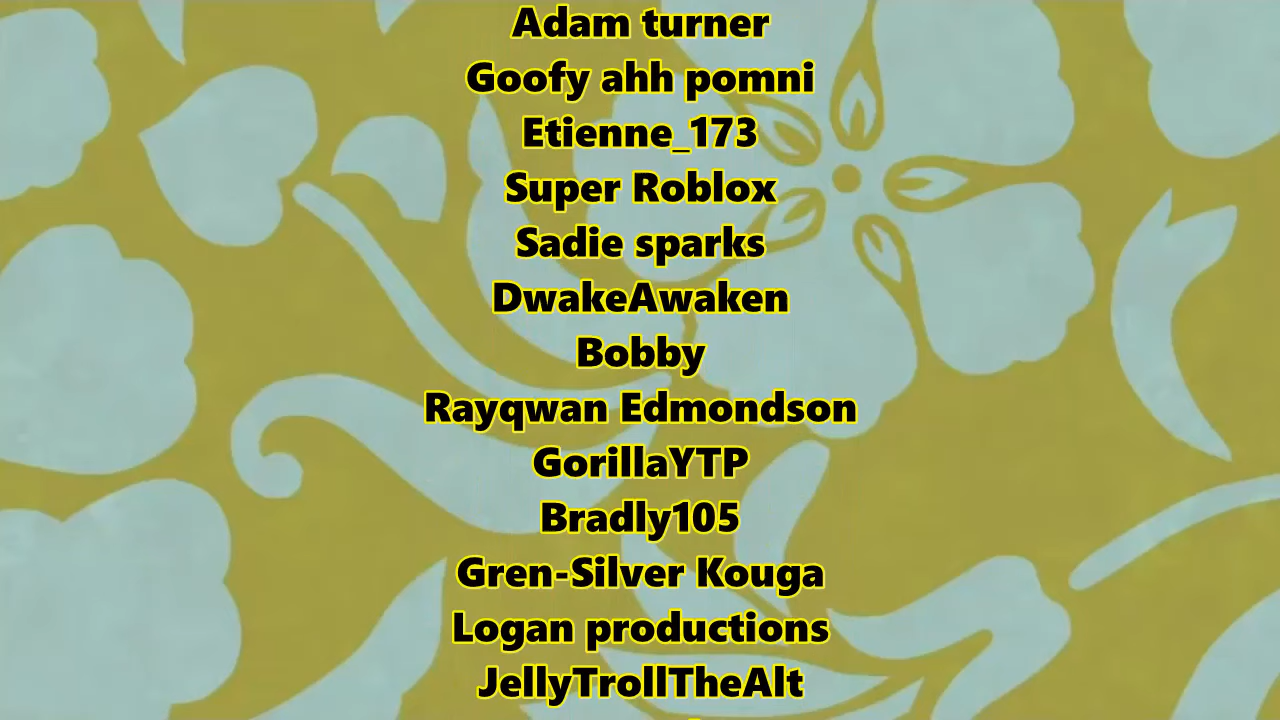 Adam turner
Goofy ahh pomni
Etienne_173
Super Roblox
Sadie sparks
DwakeAwaken
Bobby
Rayqwan Edmondson
GorillaYTP
Bradly105
Gren-Silver Kouga
Logan productions
JellyTrollTheAlt